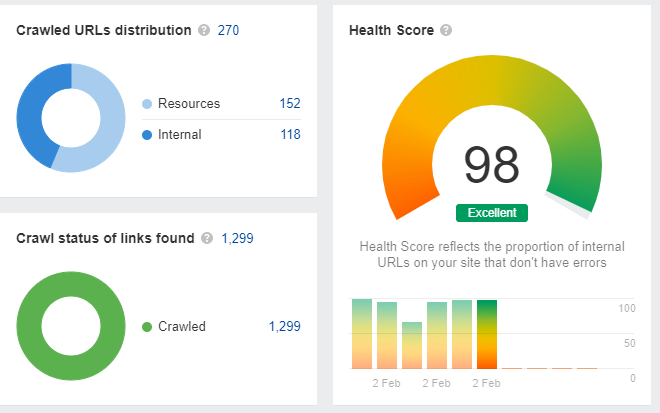 Crawled URLs distribution ? 270
Resources 152
Internal 118
Crawl status of links found ? 1,299
Crawled 1,299
Health Score ?
98
Excellent
Health Score reflects the proportion of internal
URLs on your site that don't have errors
100
50
0
2 Feb 2 Feb 2 Feb